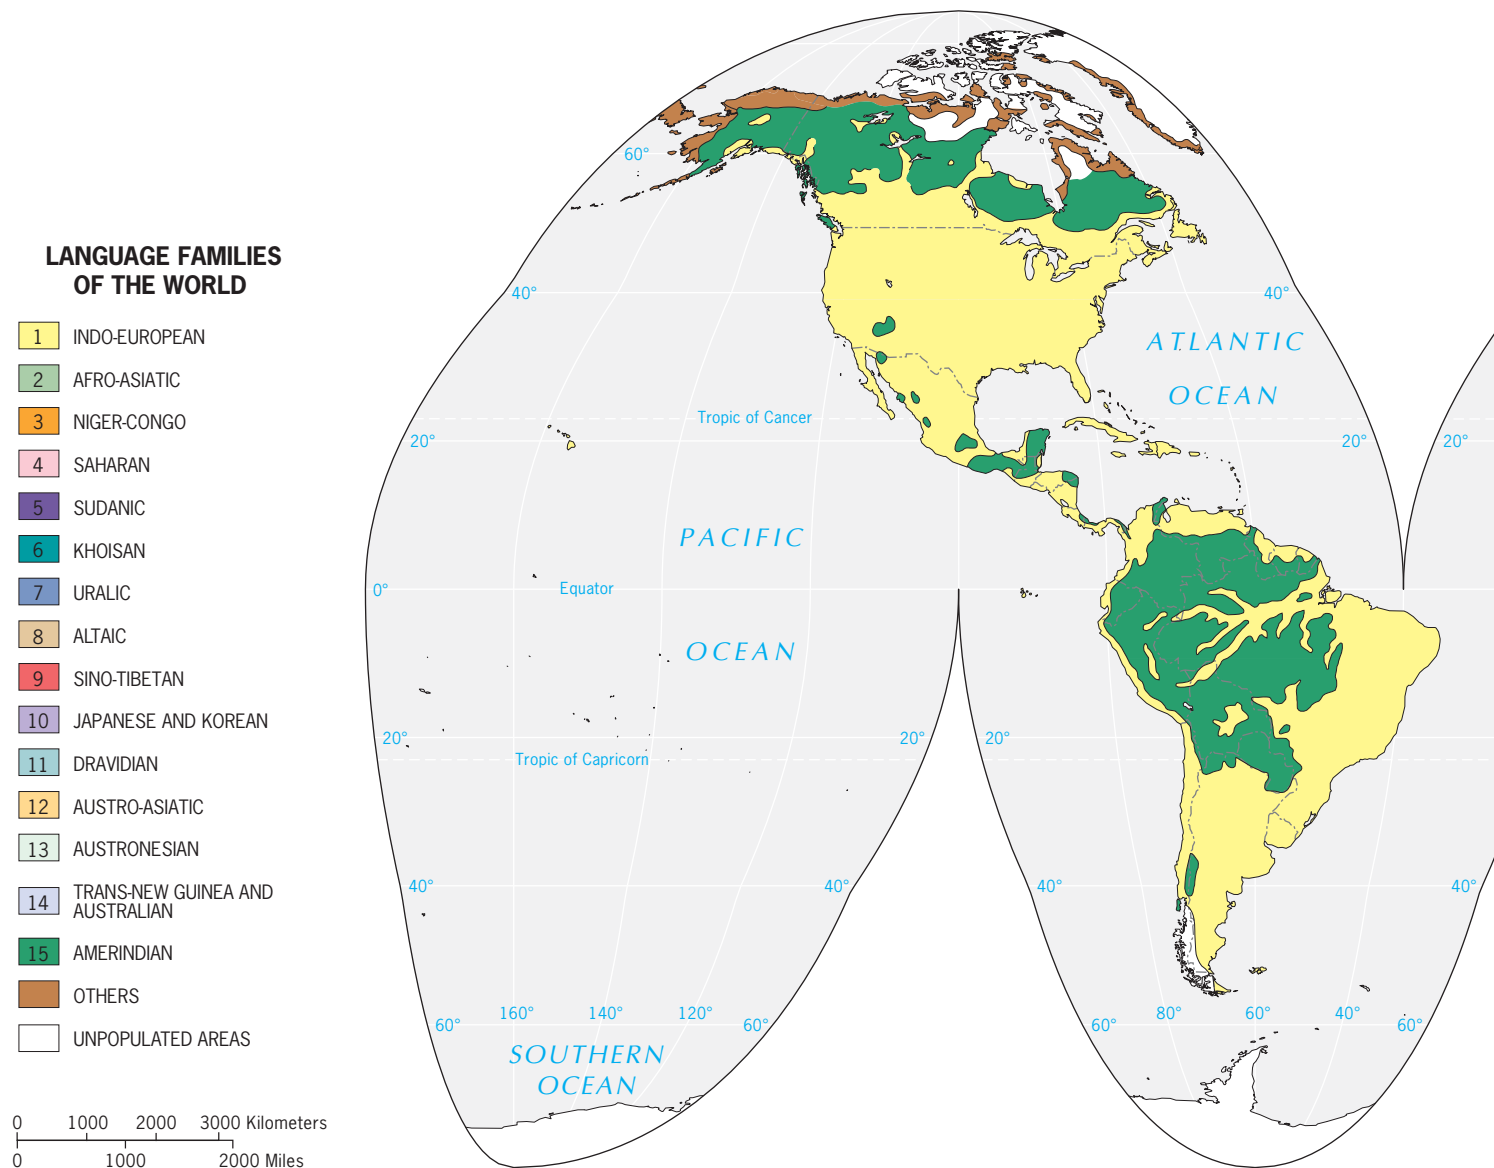 LANGUAGE FAMILIES
OF THE WORLD
1 INDO-EUROPEAN
2 AFRO-ASIATIC
3 NIGER-CONGO
4 SAHARAN
5 SUDANIC
6 KHOISAN
7 URALIC
8 ALTAIC
9 SINO-TIBETAN
10 JAPANESE AND KOREAN
11 DRAVIDIAN
12 AUSTRO-ASIATIC
13 AUSTRONESIAN
14 TRANS-NEW GUINEA AND
AUSTRALIAN
15 AMERINDIAN
OTHERS
UNPOPULATED AREAS
0 1000 2000 3000 Kilometers
0 1000 2000 Miles
60°
40° 40°
ATLANTIC
OCEAN
Tropic of Cancer
20° 20° 20°
PACIFIC
0° Equator
OCEAN
20° 20° 20°
Tropic of Capricorn
40° 40° 40° 40°
160° 140° 120° 80° 60° 40°
60° 60° 60° 60°
SOUTHERN
OCEAN